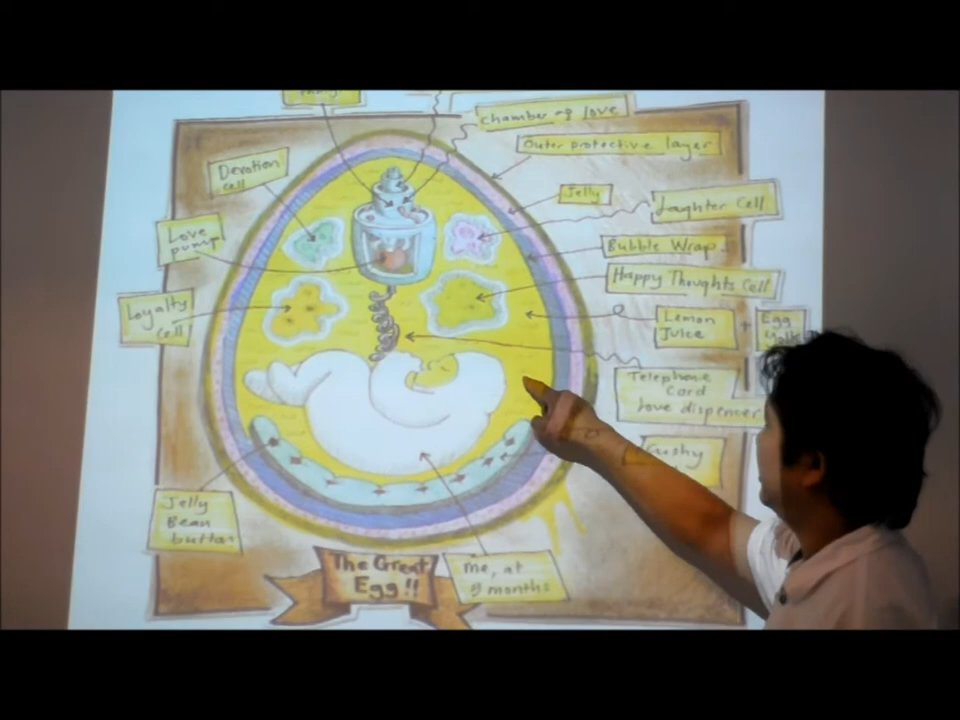 chamber of love
Outer protective layer
Devotion
cell
Jelly
Laughter Cell
Love
pump
Bubble Wrap
Happy Thoughts Cell
Loyalty
cell
Lemon
Juice
+
Egg
Telephone
Cord
Love dispenser
Jelly
Bean
button
The Great
Egg!!
me, at
9 months